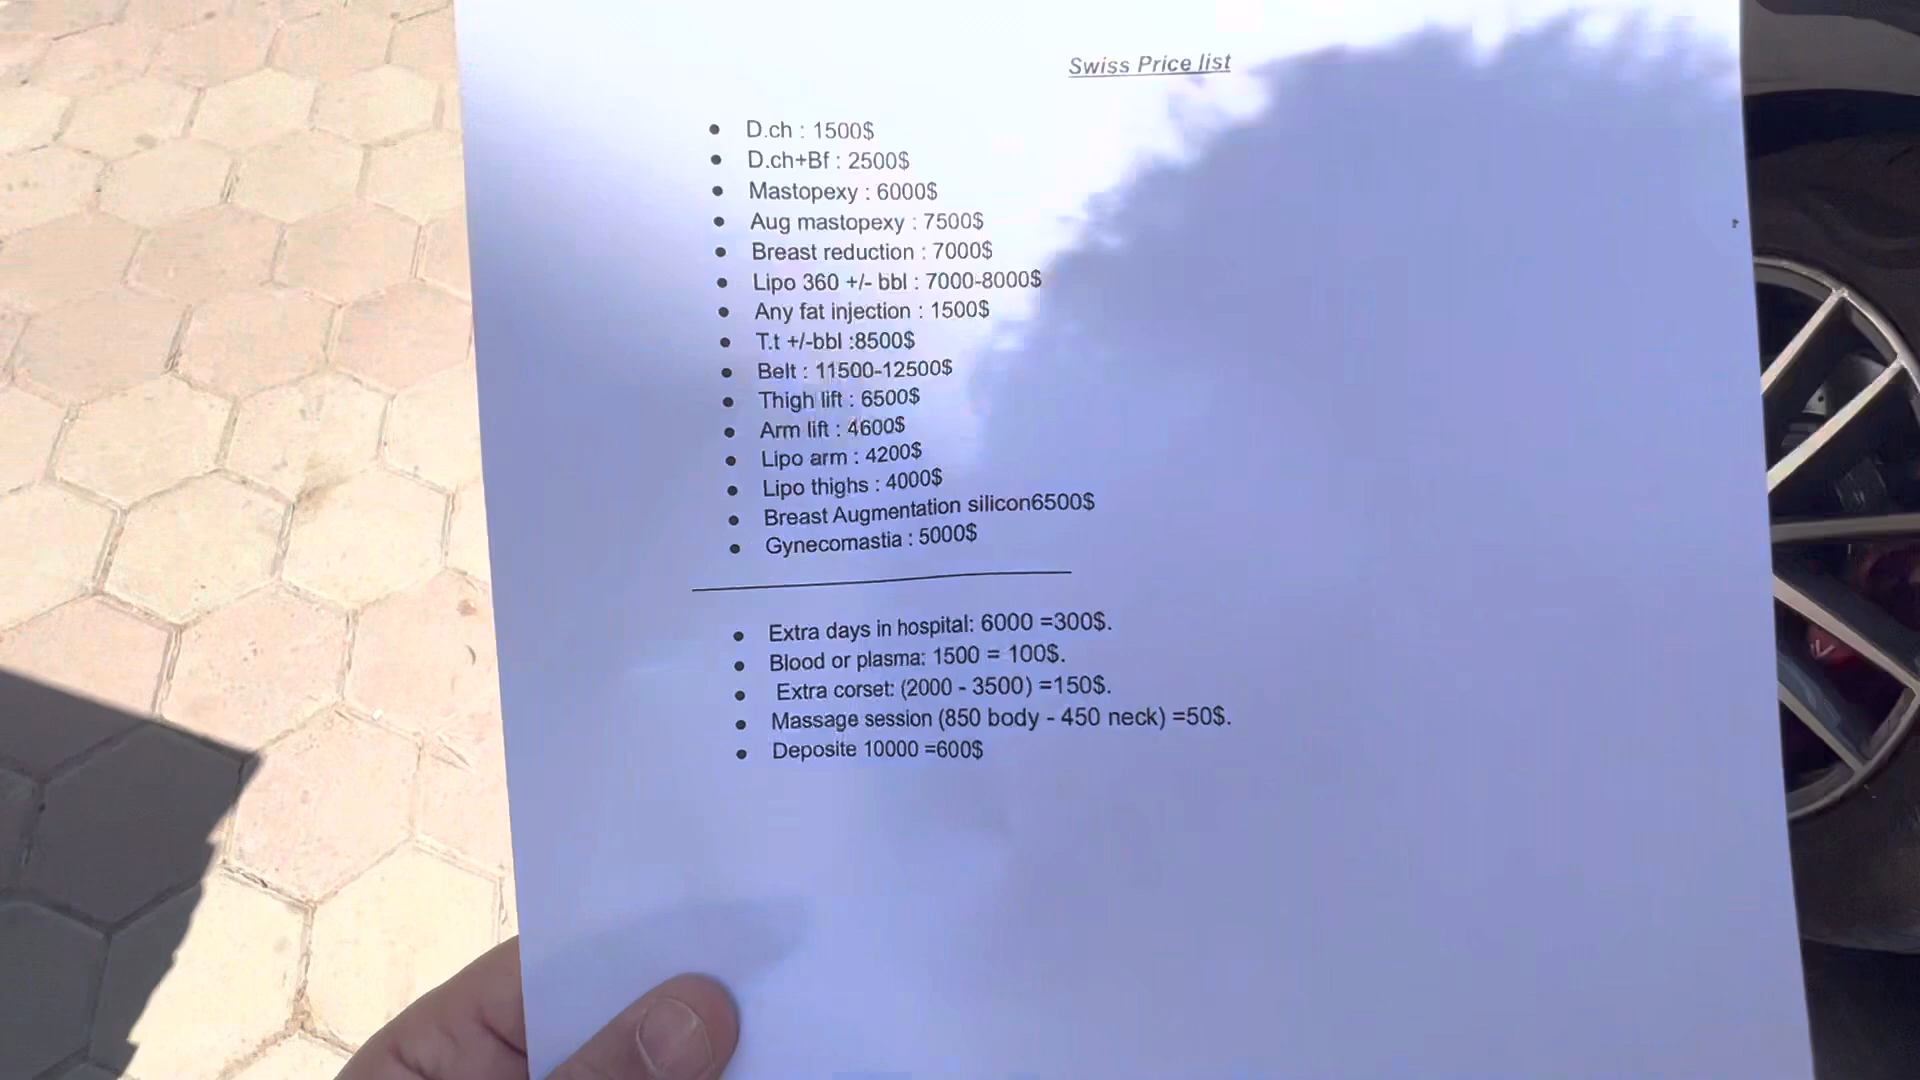 Swiss Price list
• D.ch : 1500$
• D.ch+Bf : 2500$
• Mastopexy : 6000$
• Aug mastopexy : 7500$
• Breast reduction : 7000$
• Lipo 360 +/- bbl : 7000-8000$
• Any fat injection : 1500$
• T.t +/-bbl :8500$
• Belt : 11500-12500$
• Thigh lift : 6500$
• Arm lift : 4600$
• Lipo arm : 4200$
• Lipo thighs : 4000$
• Breast Augmentation silicon6500$
• Gynecomastia : 5000$
• Extra days in hospital: 6000 =300$.
• Blood or plasma: 1500 = 100$.
• Extra corset: (2000 - 3500) =150$.
• Massage session (850 body - 450 neck) =50$.
• Deposite 10000 =600$